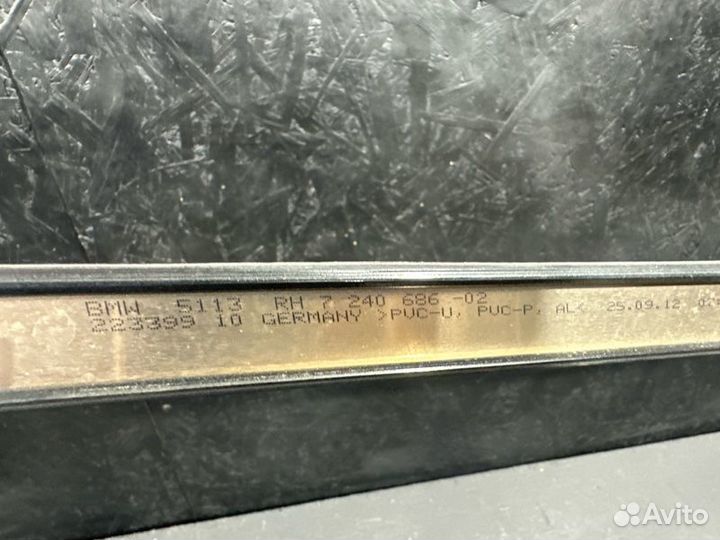 BMW 5113 RH 7 240 686 -02
223399 10 GERMANY >PVC-U, PVC-P, AL< 25.09.12
Avito